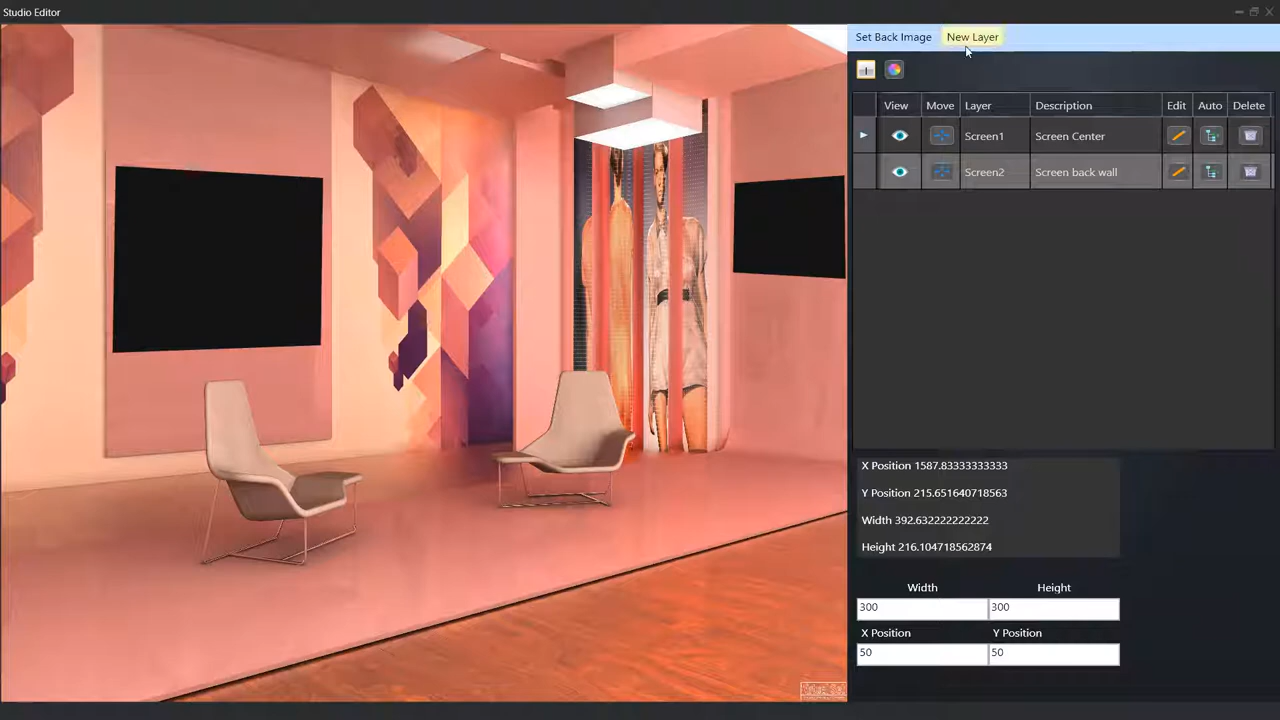 Studio Editor
Set Back Image New Layer
View Move Layer Description Edit Auto Delete
Screen1 Screen Center
Screen2 Screen back wall
X Position 1587.83333333333
Y Position 215.651640718563
Width 392.632222222222
Height 216.104718562874
Width Height
300 300
X Position Y Position
50 50